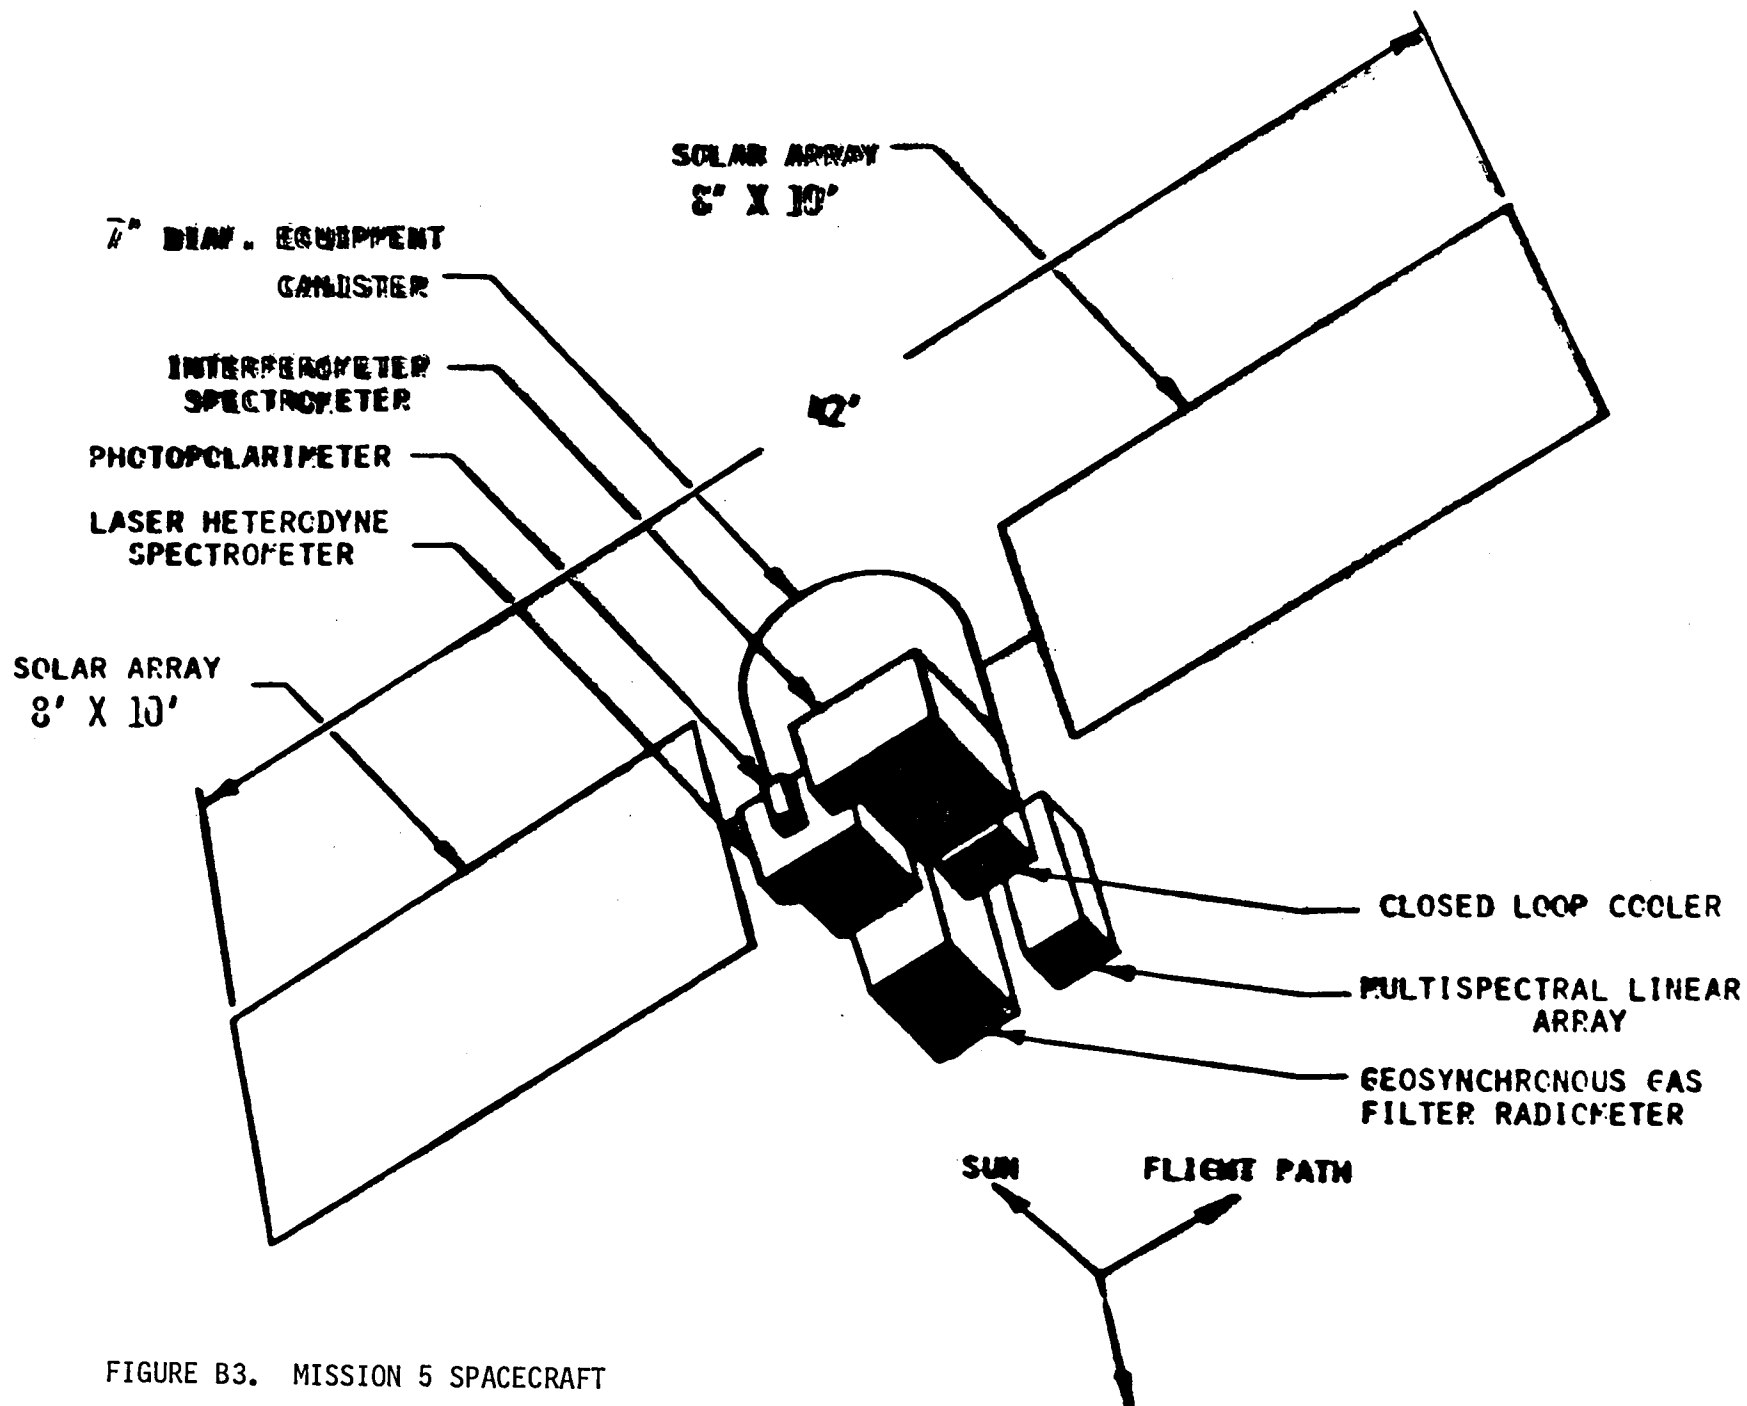 SOLAR ARRAY
8' X 10'
DIAM. EQUIPMENT
CANISTER
INTERFEROMETER
SPECTROMETER
42'
PHOTOPOLARIMETER
LASER HETERODYNE
SPECTROMETER
SOLAR ARRAY
8' X 10'
CLOSED LOOP COOLER
MULTISPECTRAL LINEAR
ARRAY
GEOSYNCHRONOUS GAS
FILTER RADIOMETER
SUN
FLIGHT PATH
FIGURE B3. MISSION 5 SPACECRAFT